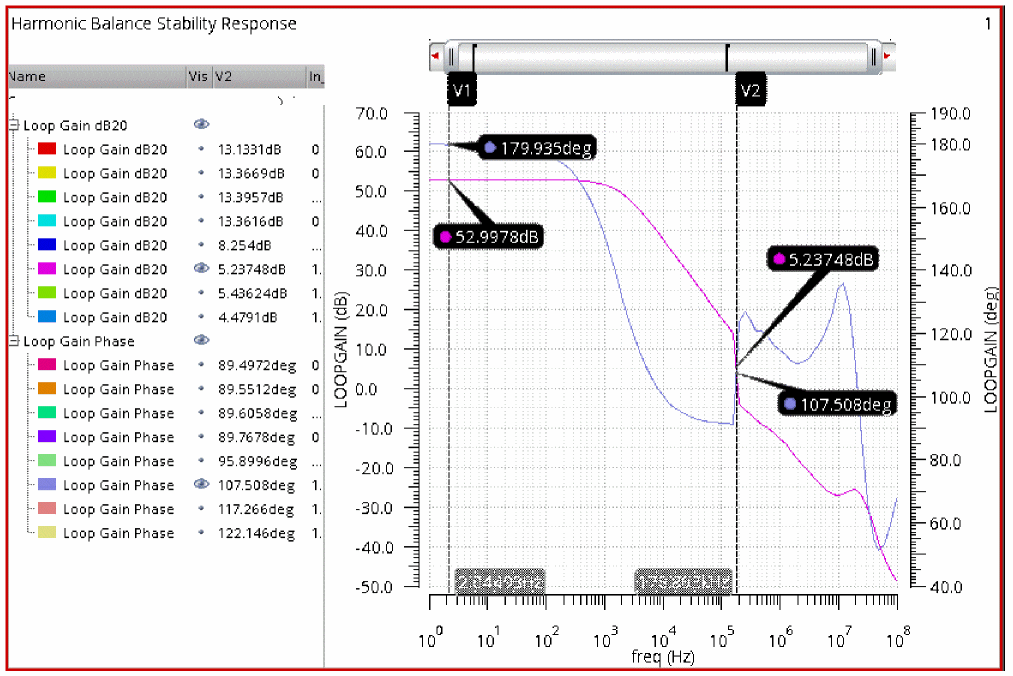 Harmonic Balance Stability Response
1
Name Vis V2 In_
V1
V2
Loop Gain dB20
Loop Gain dB20 13.1331dB 0
Loop Gain dB20 13.3669dB 0
Loop Gain dB20 13.3957dB ...
Loop Gain dB20 13.3616dB 0
Loop Gain dB20 8.254dB ...
Loop Gain dB20 5.23748dB 1.
Loop Gain dB20 5.43624dB 1.
Loop Gain dB20 4.4791dB 1.
Loop Gain Phase
Loop Gain Phase 89.4972deg 0
Loop Gain Phase 89.5512deg 0
Loop Gain Phase 89.6058deg ...
Loop Gain Phase 89.7678deg 0
Loop Gain Phase 95.8996deg ...
Loop Gain Phase 107.508deg 1.
Loop Gain Phase 117.266deg 1.
Loop Gain Phase 122.146deg 1.
LOOPGAIN (dB)
70.0
60.0
50.0
40.0
30.0
20.0
10.0
0.0
-10.0
-20.0
-30.0
-40.0
-50.0
179.935deg
52.9978dB
5.23748dB
107.508deg
190.0
180.0
160.0
140.0
120.0
100.0
80.0
60.0
40.0
LOOPGAIN (deg)
10^0 10^1 10^2 10^3 10^4 10^5 10^6 10^7 10^8
freq (Hz)